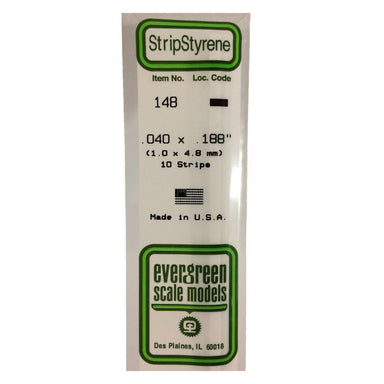 StripStyrene
Item No. Loc. Code
148
.040 x .188"
(1.0 x 4.8 mm)
10 Strips
Made in U.S.A.
evergreen
scale models
Des Plaines, IL 60018